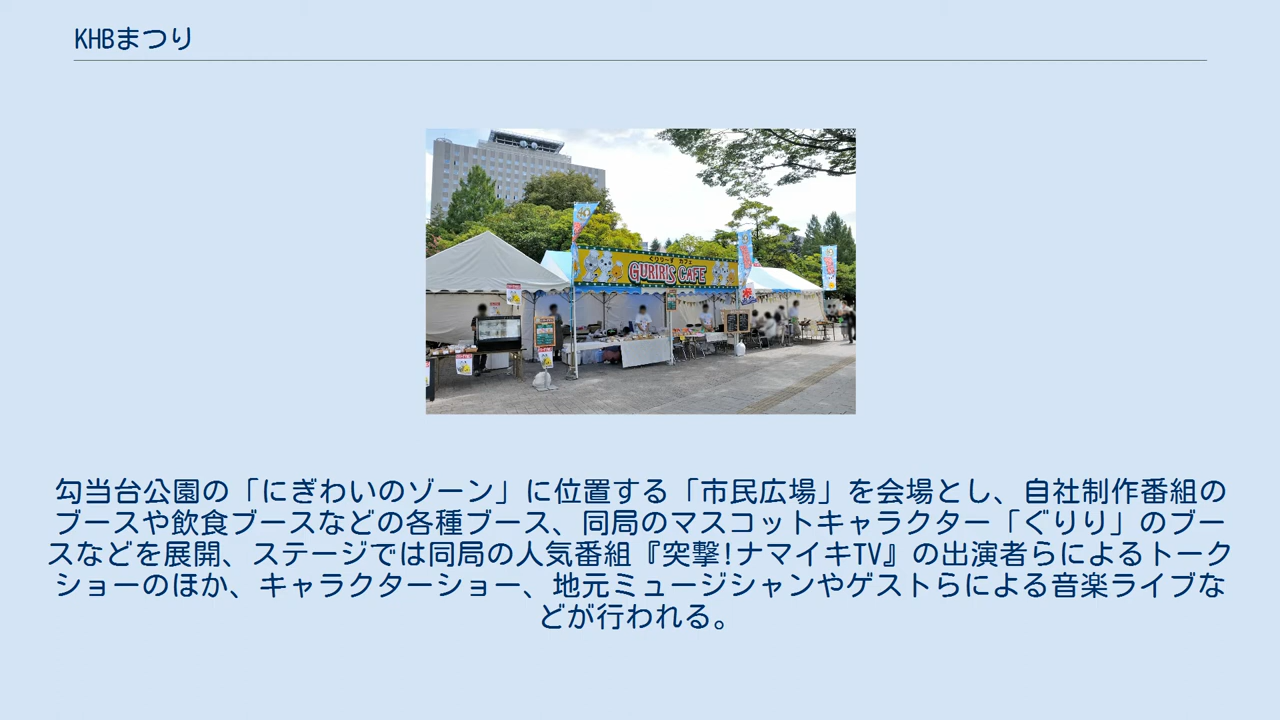 KHBまつり
ぐりり～ず カフェ
GURIRI'S CAFE
勾当台公園の「にぎわいのゾーン」に位置する「市民広場」を会場とし、自社制作番組の
ブースや飲食ブースなどの各種ブース、同局のマスコットキャラクター「ぐりり」のブー
スなどを展開、ステージでは同局の人気番組『突撃!ナマイキTV』の出演者らによるトーク
ショーのほか、キャラクターショー、地元ミュージシャンやゲストらによる音楽ライブな
どが行われる。